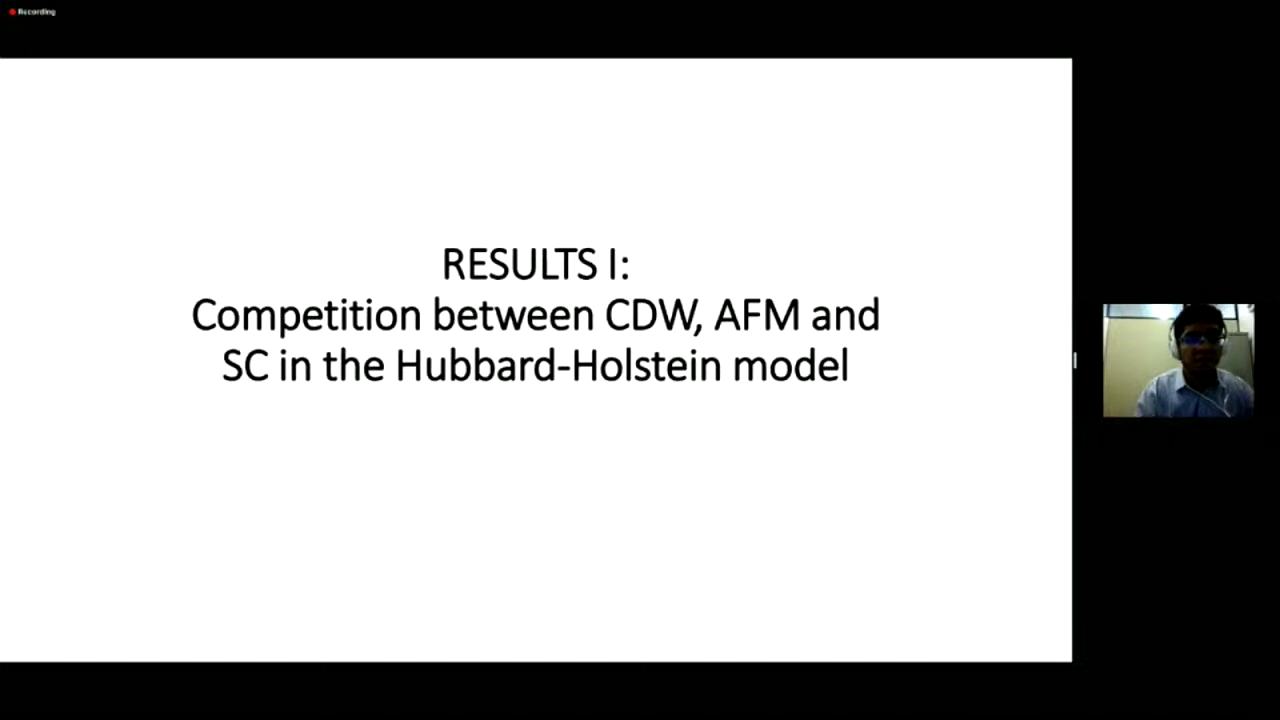 Recording
RESULTS I:
Competition between CDW, AFM and
SC in the Hubbard-Holstein model